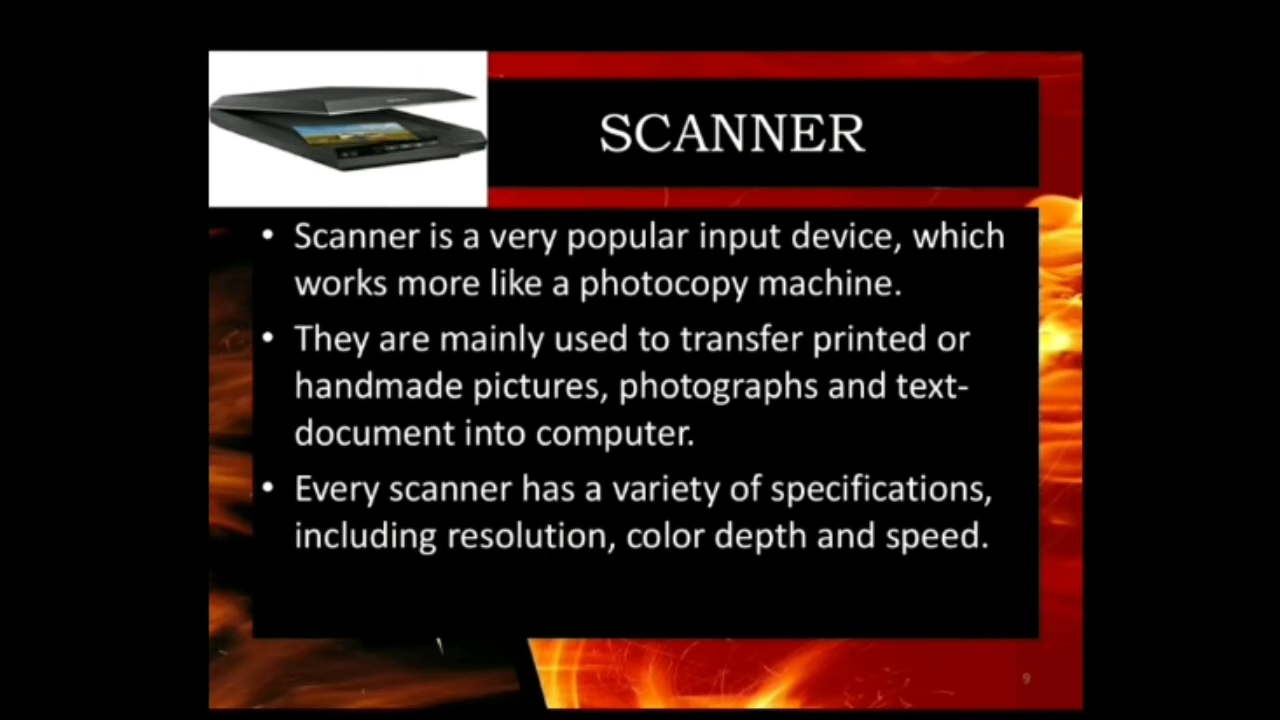 SCANNER
• Scanner is a very popular input device, which
works more like a photocopy machine.
• They are mainly used to transfer printed or
handmade pictures, photographs and text-
document into computer.
• Every scanner has a variety of specifications,
including resolution, color depth and speed.
9